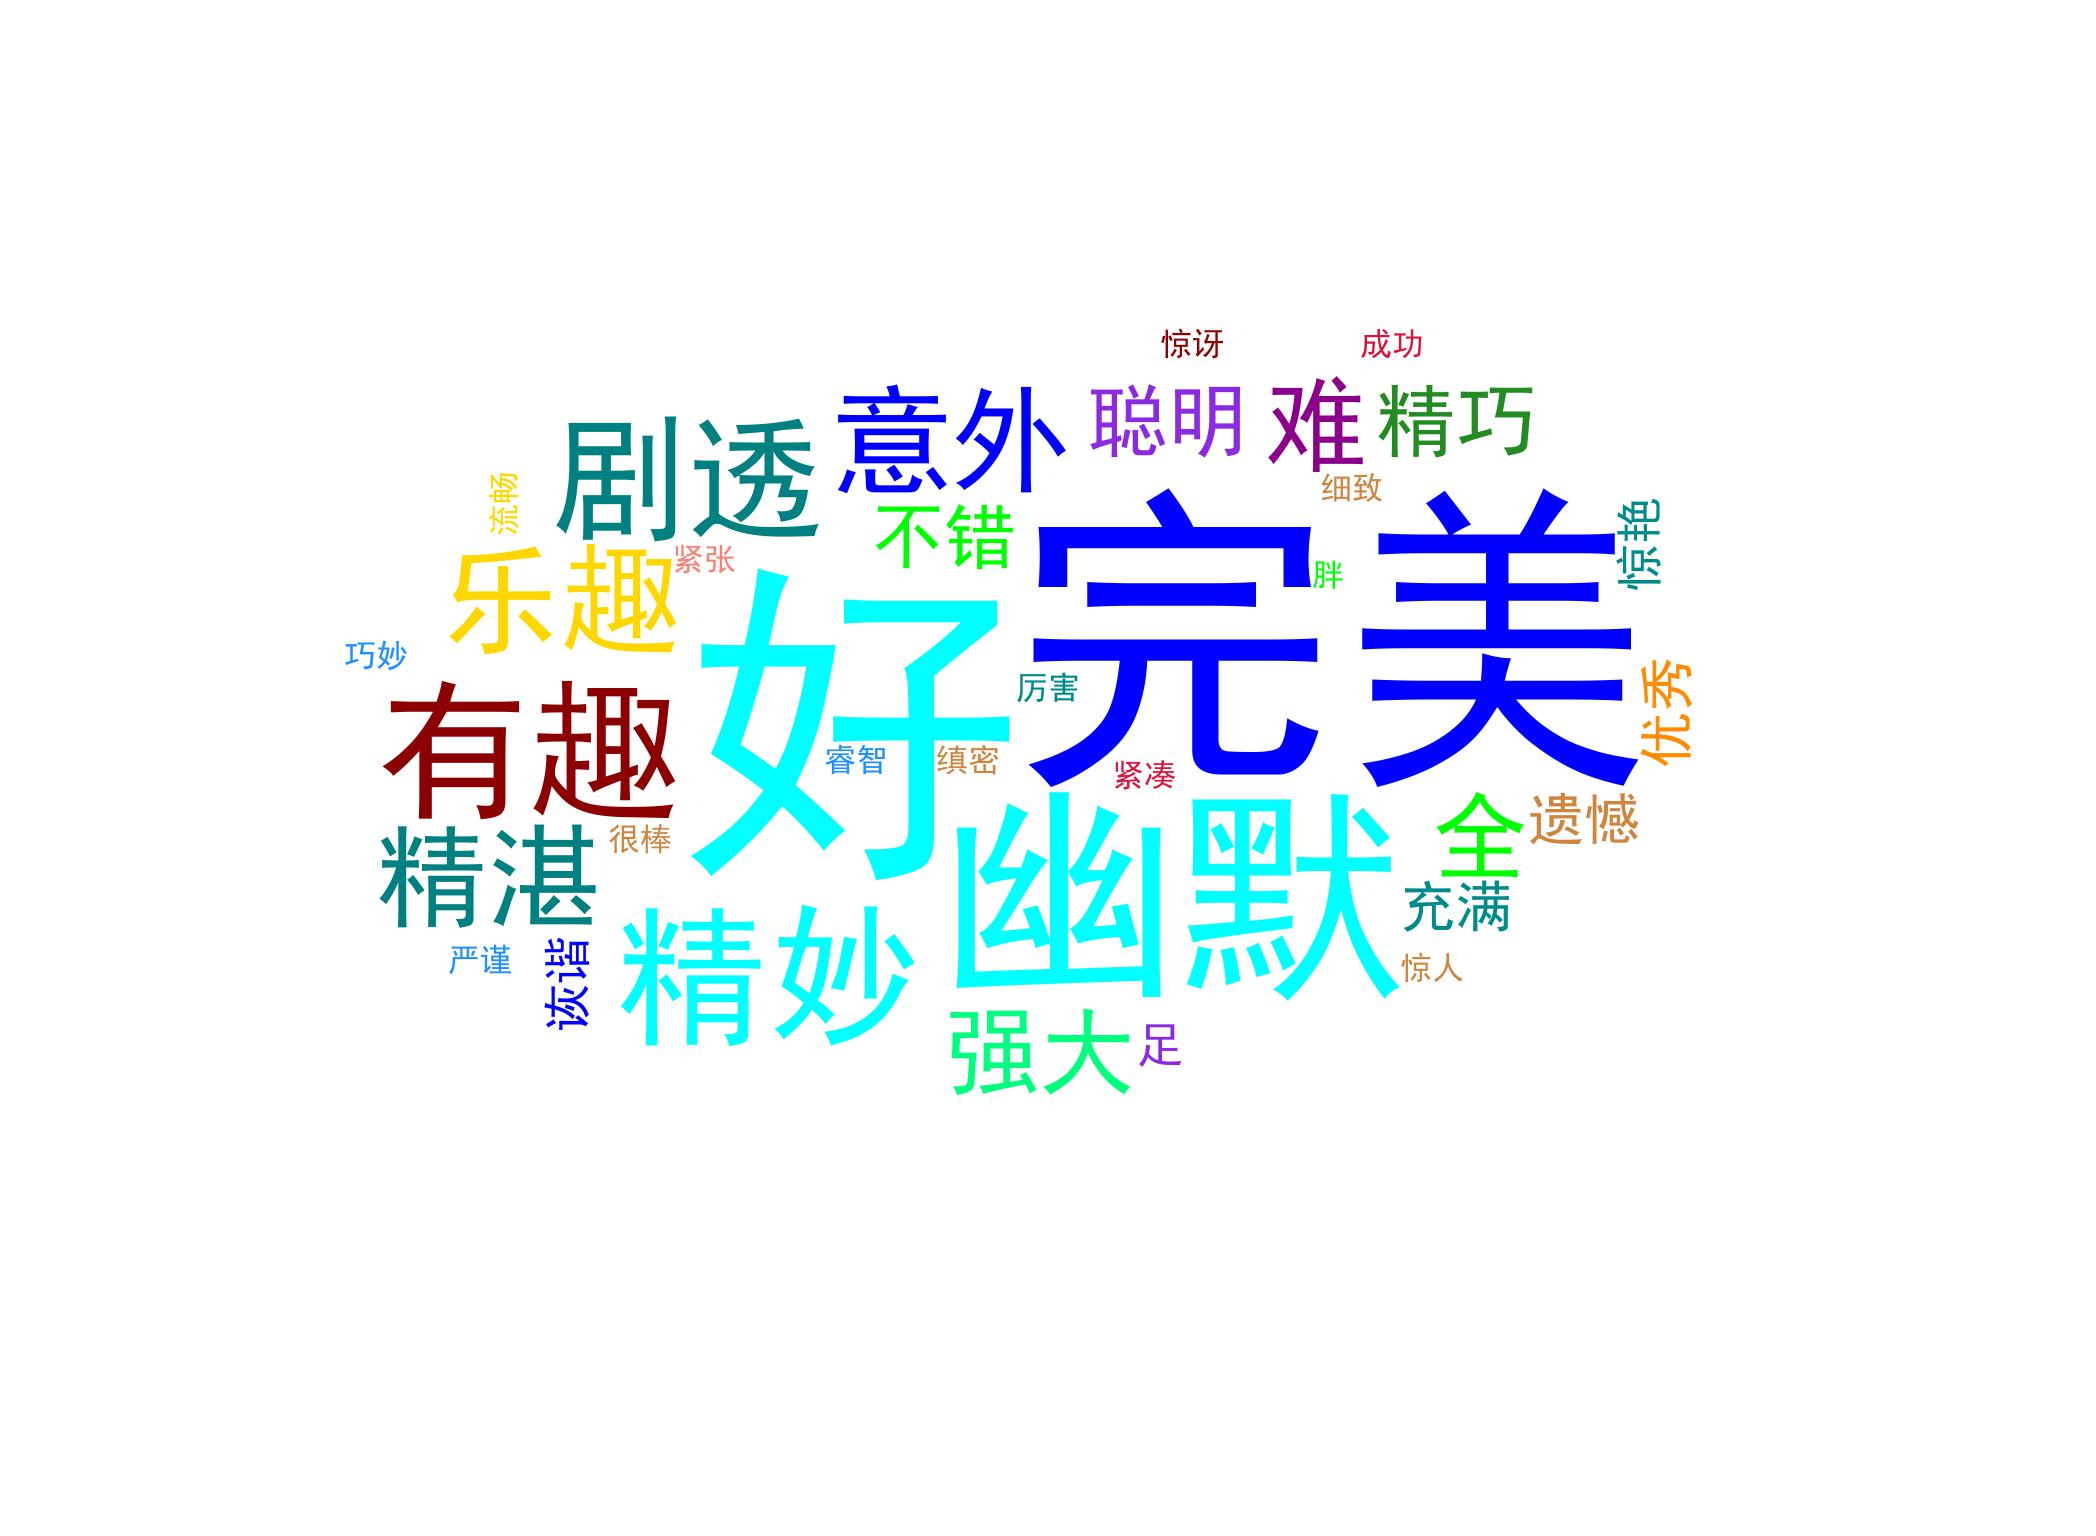 惊讶
成功
剧透
意外
聪明
难
精巧
细致
流畅
不错
惊艳
乐趣
紧张
好
完美
胖
巧妙
有趣
厉害
优秀
睿智
缜密
紧凑
精湛
很棒
幽默
全
遗憾
充满
严谨
诙谐
精妙
惊人
强大
足